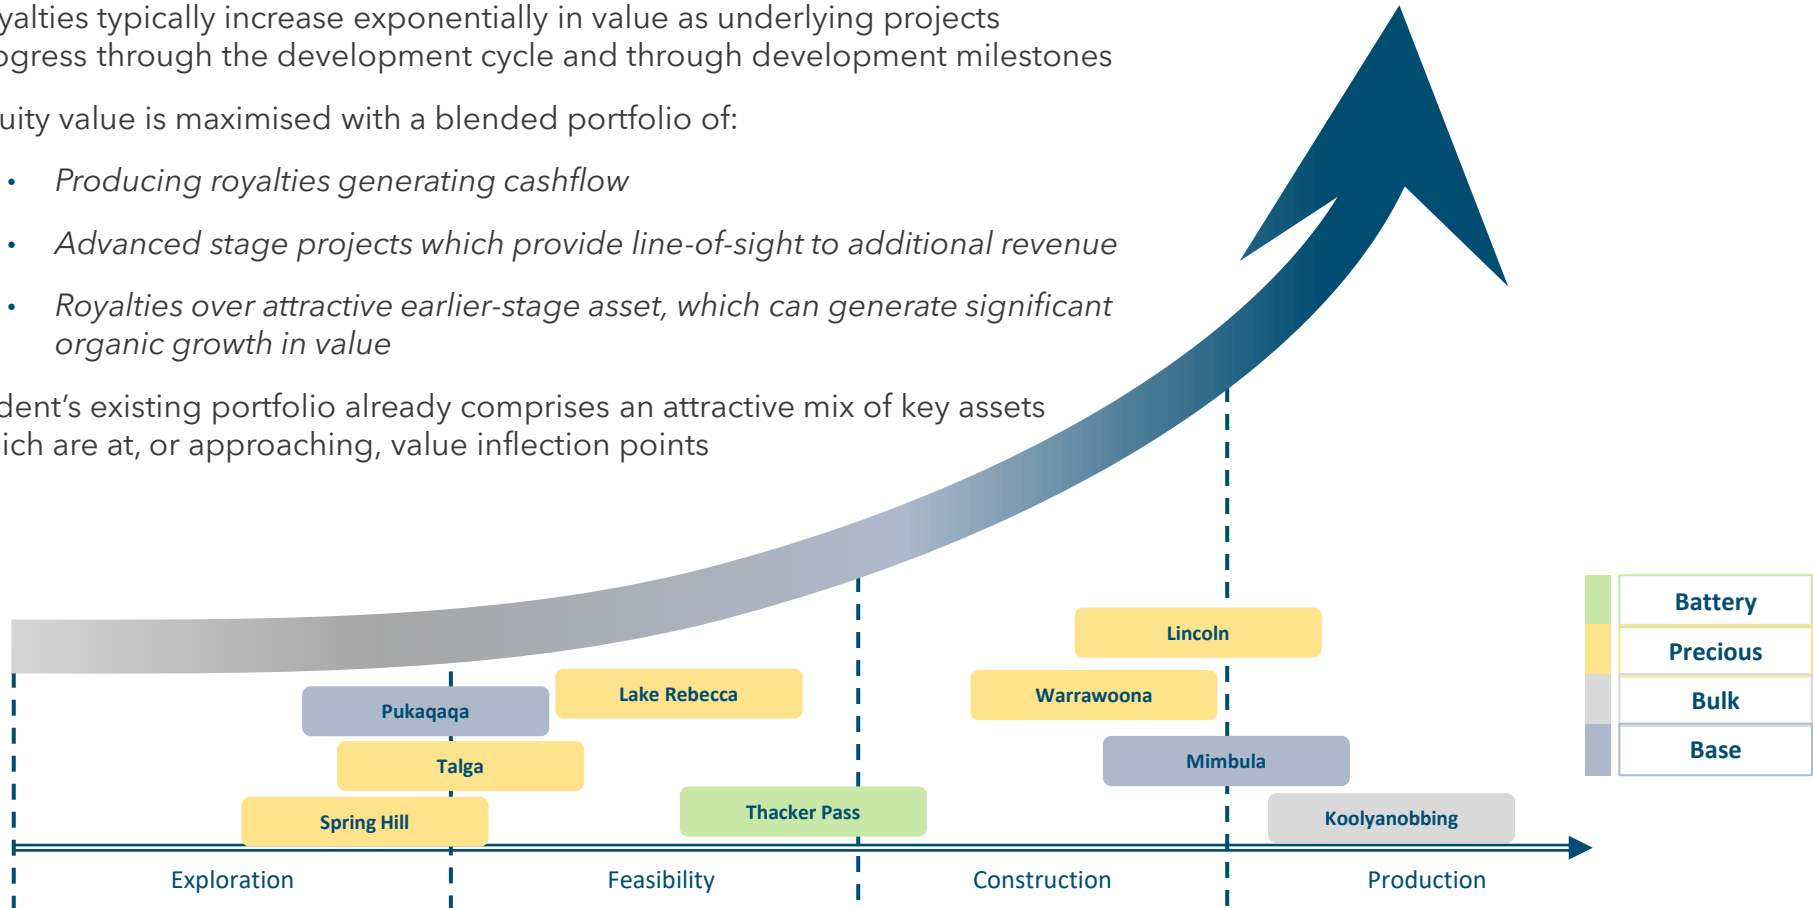 yalties typically increase exponentially in value as underlying projects
ogress through the development cycle and through development milestones
uity value is maximised with a blended portfolio of:
• Producing royalties generating cashflow
• Advanced stage projects which provide line-of-sight to additional revenue
• Royalties over attractive earlier-stage asset, which can generate significant
organic growth in value
dent's existing portfolio already comprises an attractive mix of key assets
ich are at, or approaching, value inflection points
Battery
Precious
Bulk
Base
Lincoln
Lake Rebecca
Warrawoona
Pukaqaqa
Talga
Mimbula
Thacker Pass
Spring Hill
Koolyanobbing
Exploration
Feasibility
Construction
Production